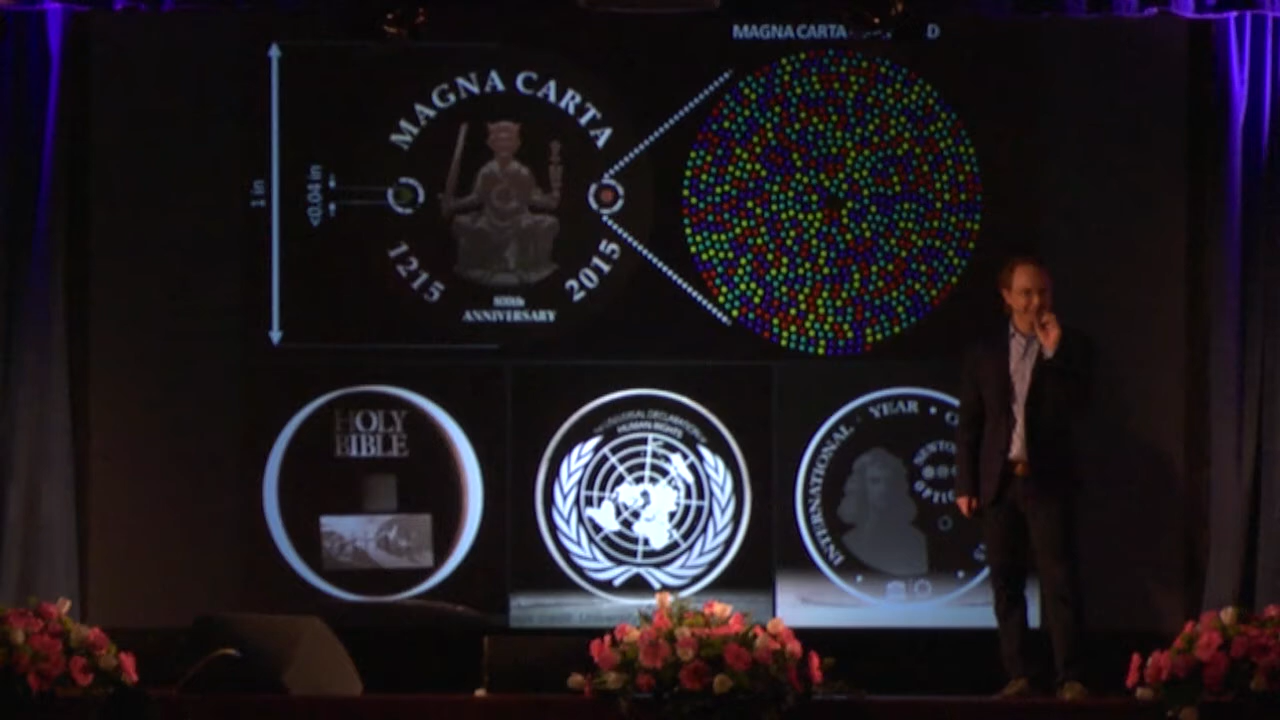 MAGNA CARTA
MAGNA CARTA
1 in
<0.04 in
1215
2015
800th
ANNIVERSARY
HOLY
BIBLE
UNIVERSAL DECLARATION OF
HUMAN RIGHTS
INTERNATIONAL YEAR